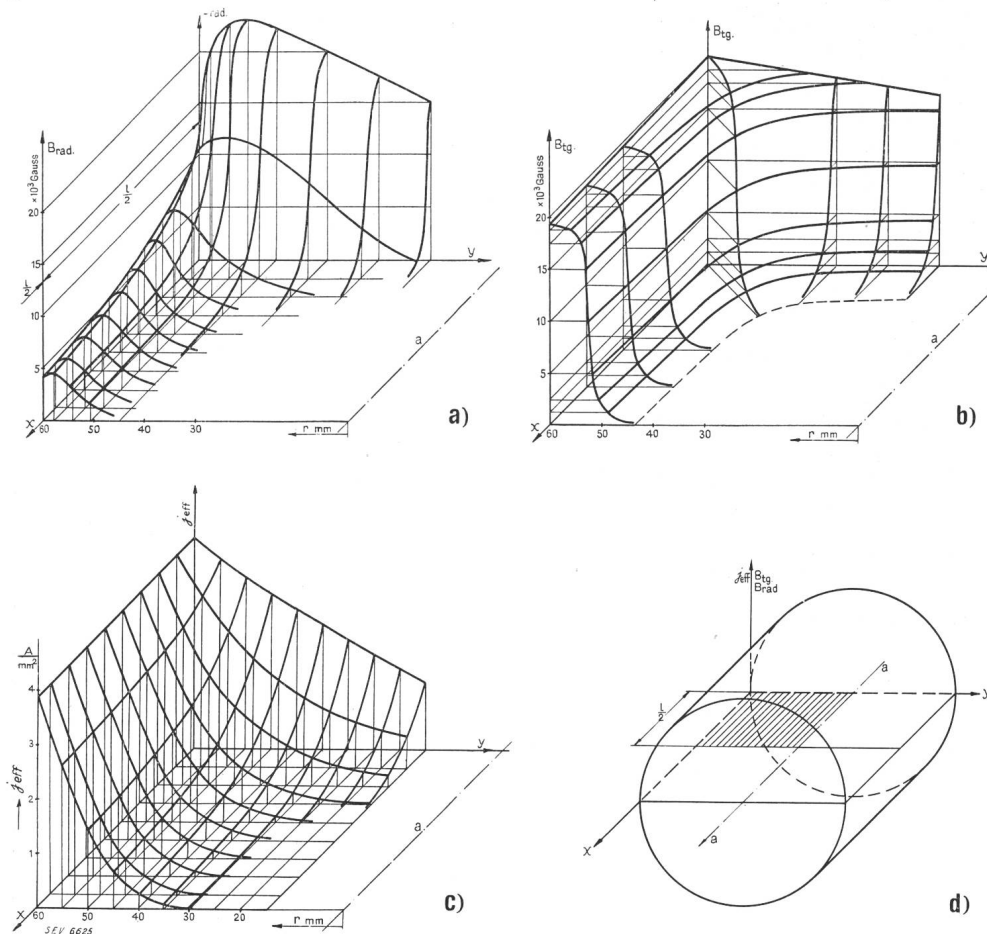 -rad.
Brad.
×10³Gauss
20
15
10
5
l/2
l/2
y
a
x
60 50 40 30
r mm
a)
Btg.
Btg.
×10³Gauss
20
15
10
5
y
a
x
60 50 40 30
r mm
b)
jeff
A/mm²
4
3
2
1
jeff
y
a
x
60 50 40 30 20
r mm
c)
SEV 6625
jeff Btg
Brad
a
y
l/2
a
x
d)